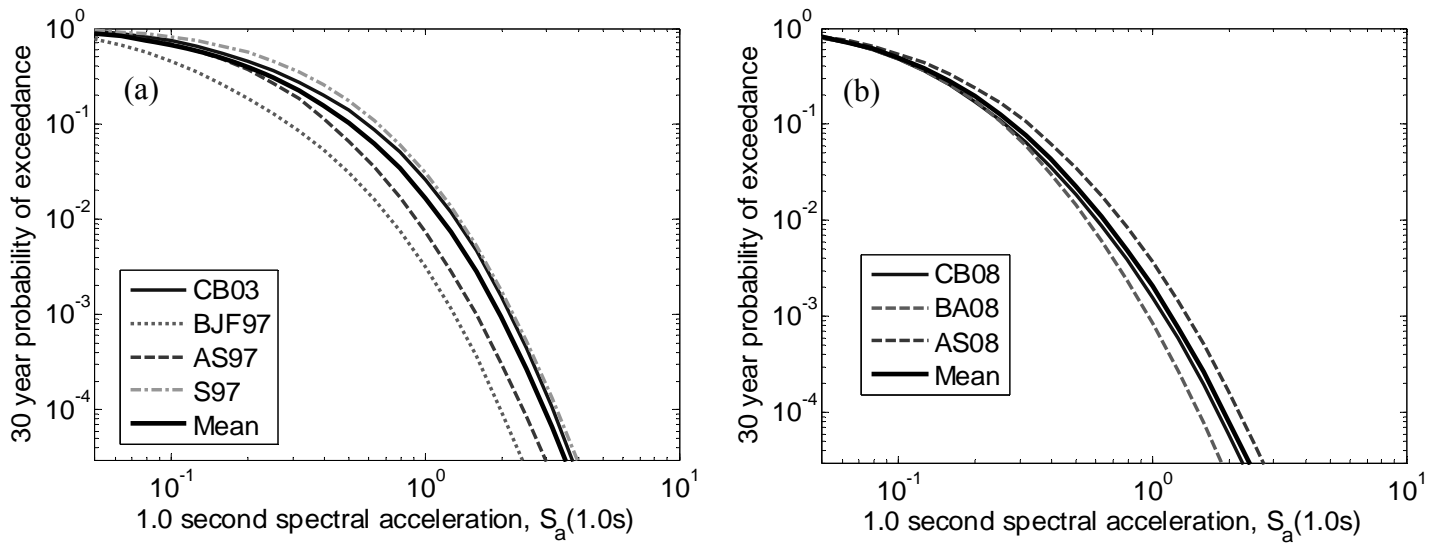 (a)
30 year probability of exceedance
10^0
10^-1
10^-2
10^-3
10^-4
CB03
BJF97
AS97
S97
Mean
10^-1
10^0
10^1
1.0 second spectral acceleration, S_a(1.0s)
(b)
30 year probability of exceedance
10^0
10^-1
10^-2
10^-3
10^-4
CB08
BA08
AS08
Mean
10^-1
10^0
10^1
1.0 second spectral acceleration, S_a(1.0s)